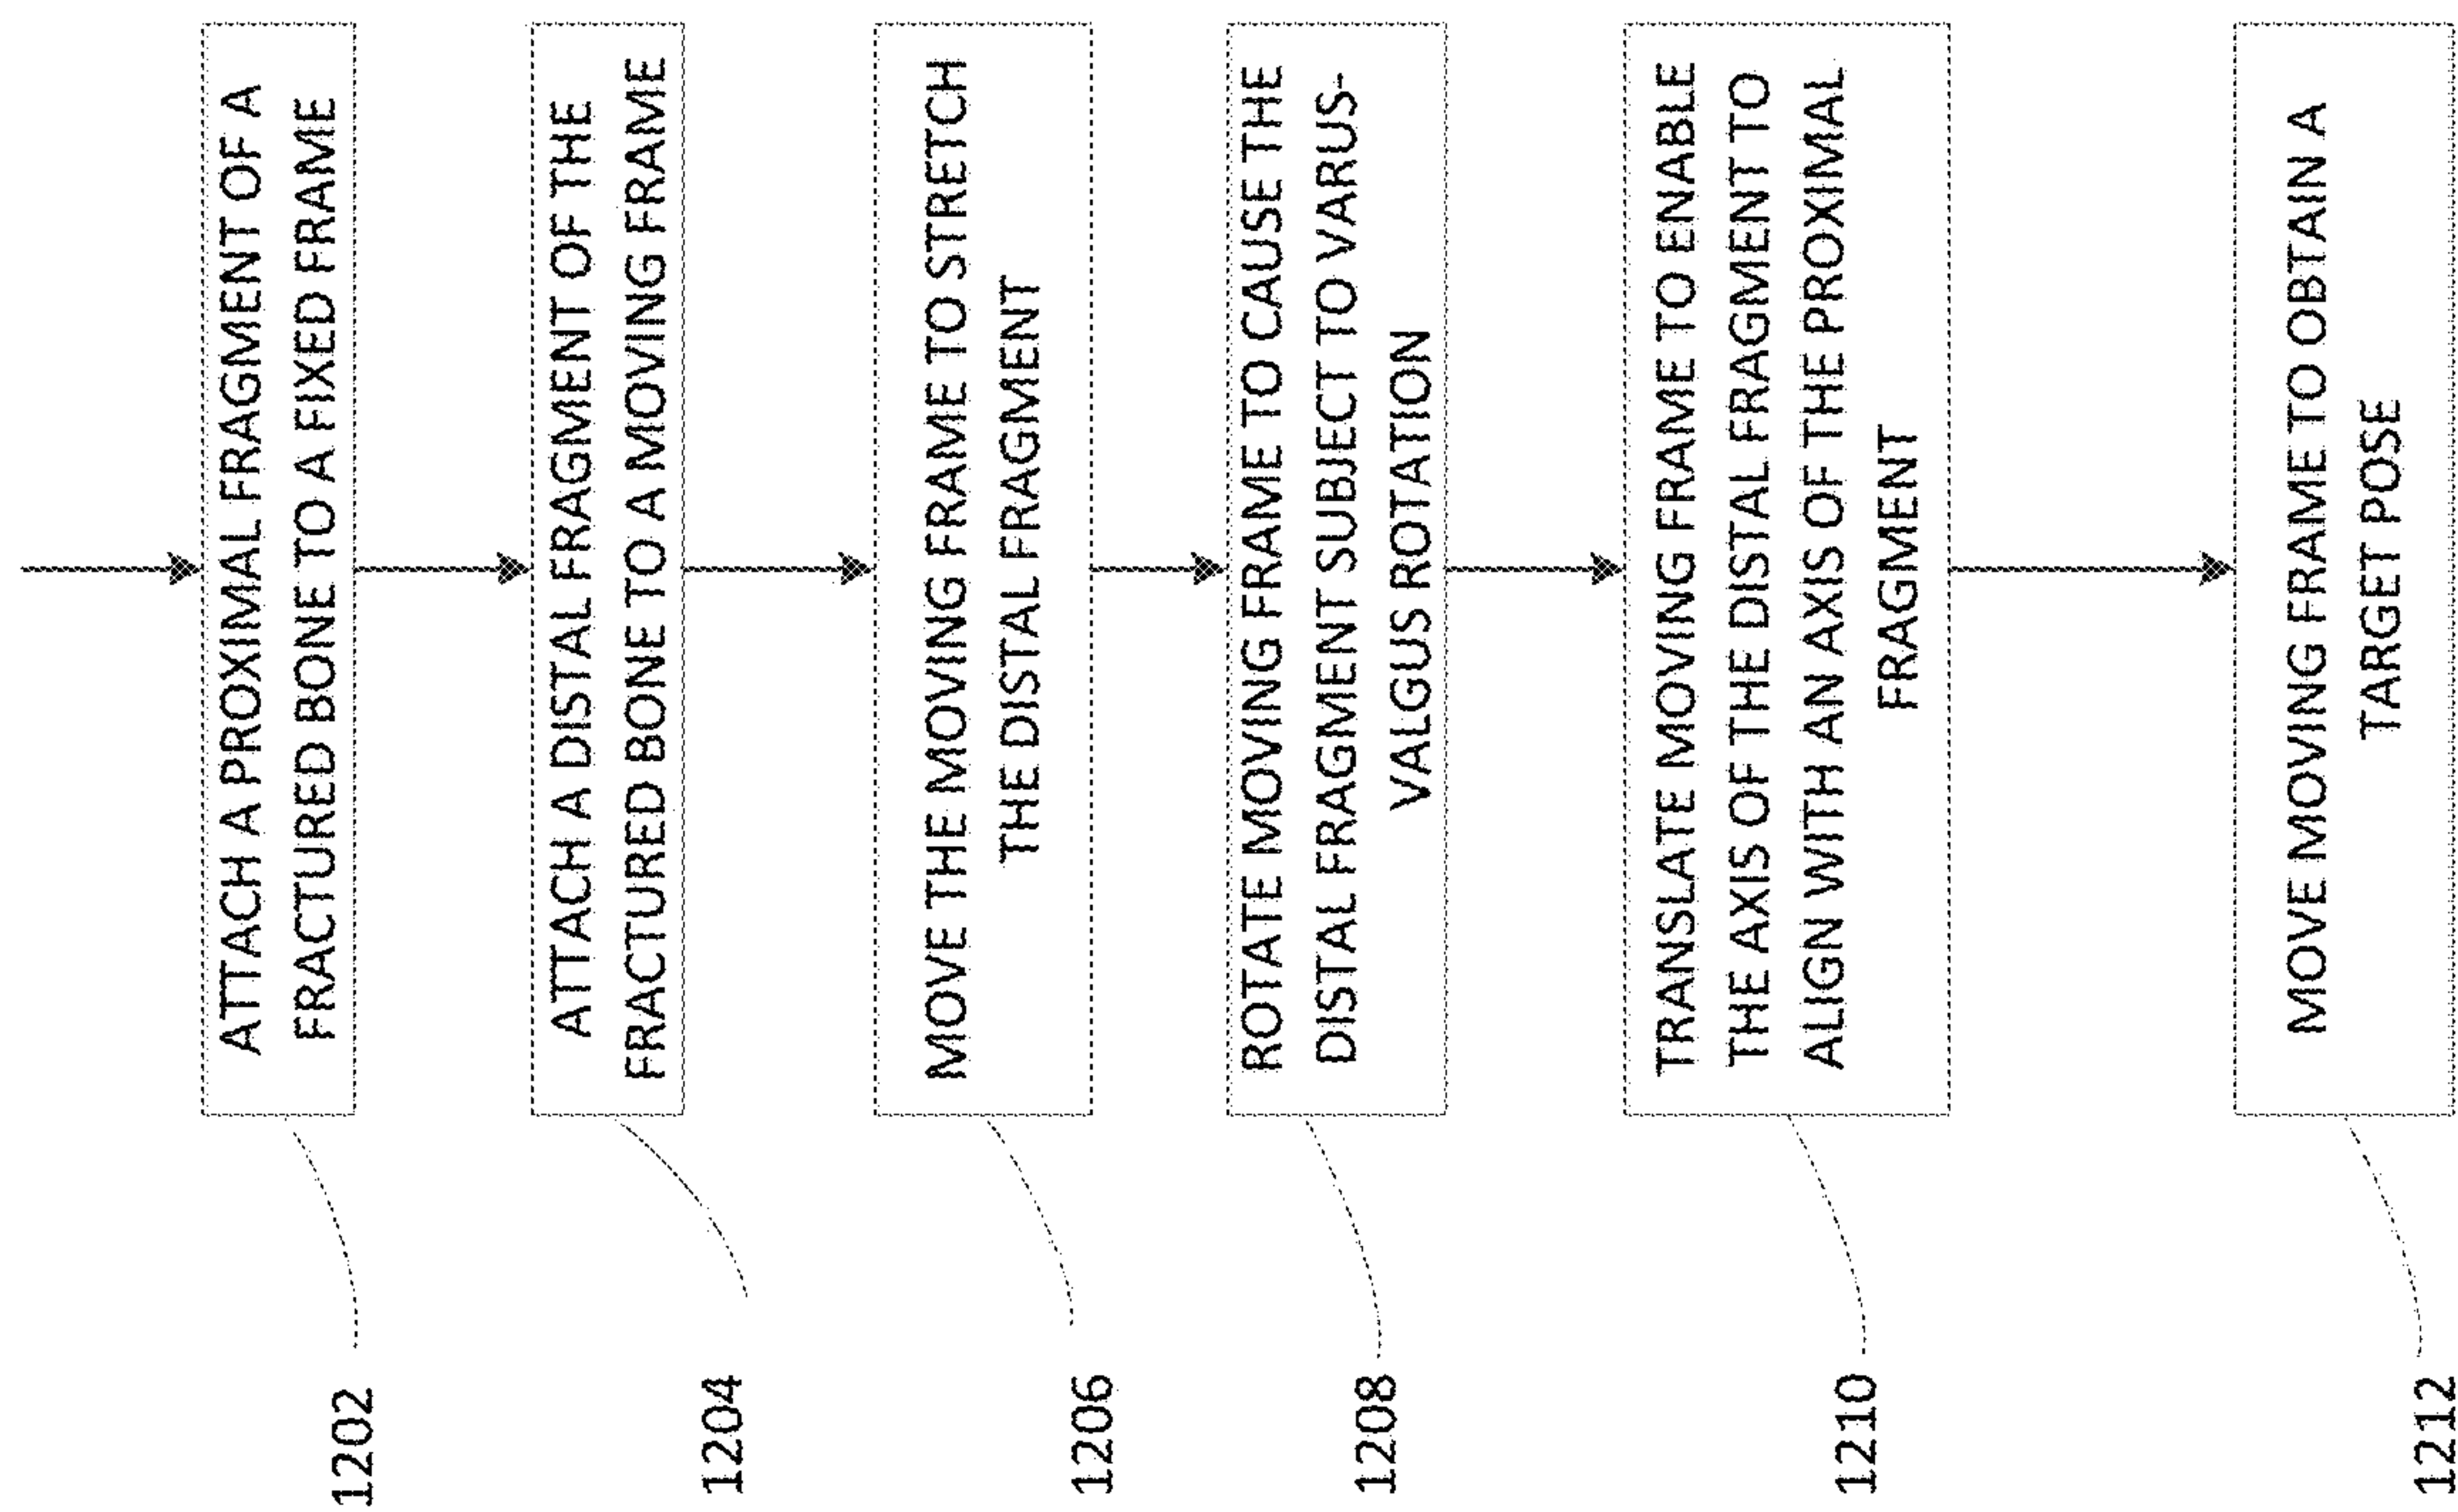 1202
ATTACH A PROXIMAL FRAGMENT OF A
FRACTURED BONE TO A FIXED FRAME
1204
ATTACH A DISTAL FRAGMENT OF THE
FRACTURED BONE TO A MOVING FRAME
1206
MOVE THE MOVING FRAME TO STRETCH
THE DISTAL FRAGMENT
1208
ROTATE MOVING FRAME TO CAUSE THE
DISTAL FRAGMENT SUBJECT TO VARUS-
VALGUS ROTATION
1210
TRANSLATE MOVING FRAME TO ENABLE
THE AXIS OF THE DISTAL FRAGMENT TO
ALIGN WITH AN AXIS OF THE PROXIMAL
FRAGMENT
1212
MOVE MOVING FRAME TO OBTAIN A
TARGET POSE